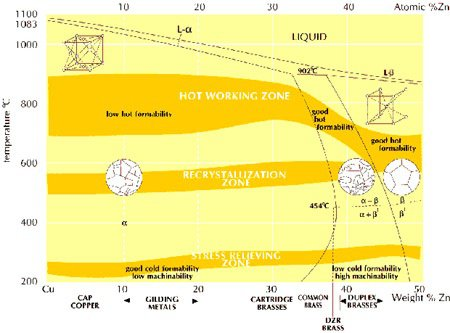 0 10 20 30 40 50
Atomic %Zn
1100
1083
1000
800
600
400
200
temperature °C
L-α
LIQUID
902°C
L-β
HOT WORKING ZONE
low hot formability
good
hot
formability
good hot
formability
RECRYSTALLIZATION
ZONE
α - β
α + β'
β
β'
454°C
α
STRESS RELIEVING
ZONE
good cold formability
low machinability
low cold formability
high machinability
Cu 10 20 30 40 50
Weight %Zn
CAP
COPPER
GILDING
METALS
CARTRIDGE
BRASSES
COMMON
BRASS
DUPLEX
BRASSES
DZR
BRASS